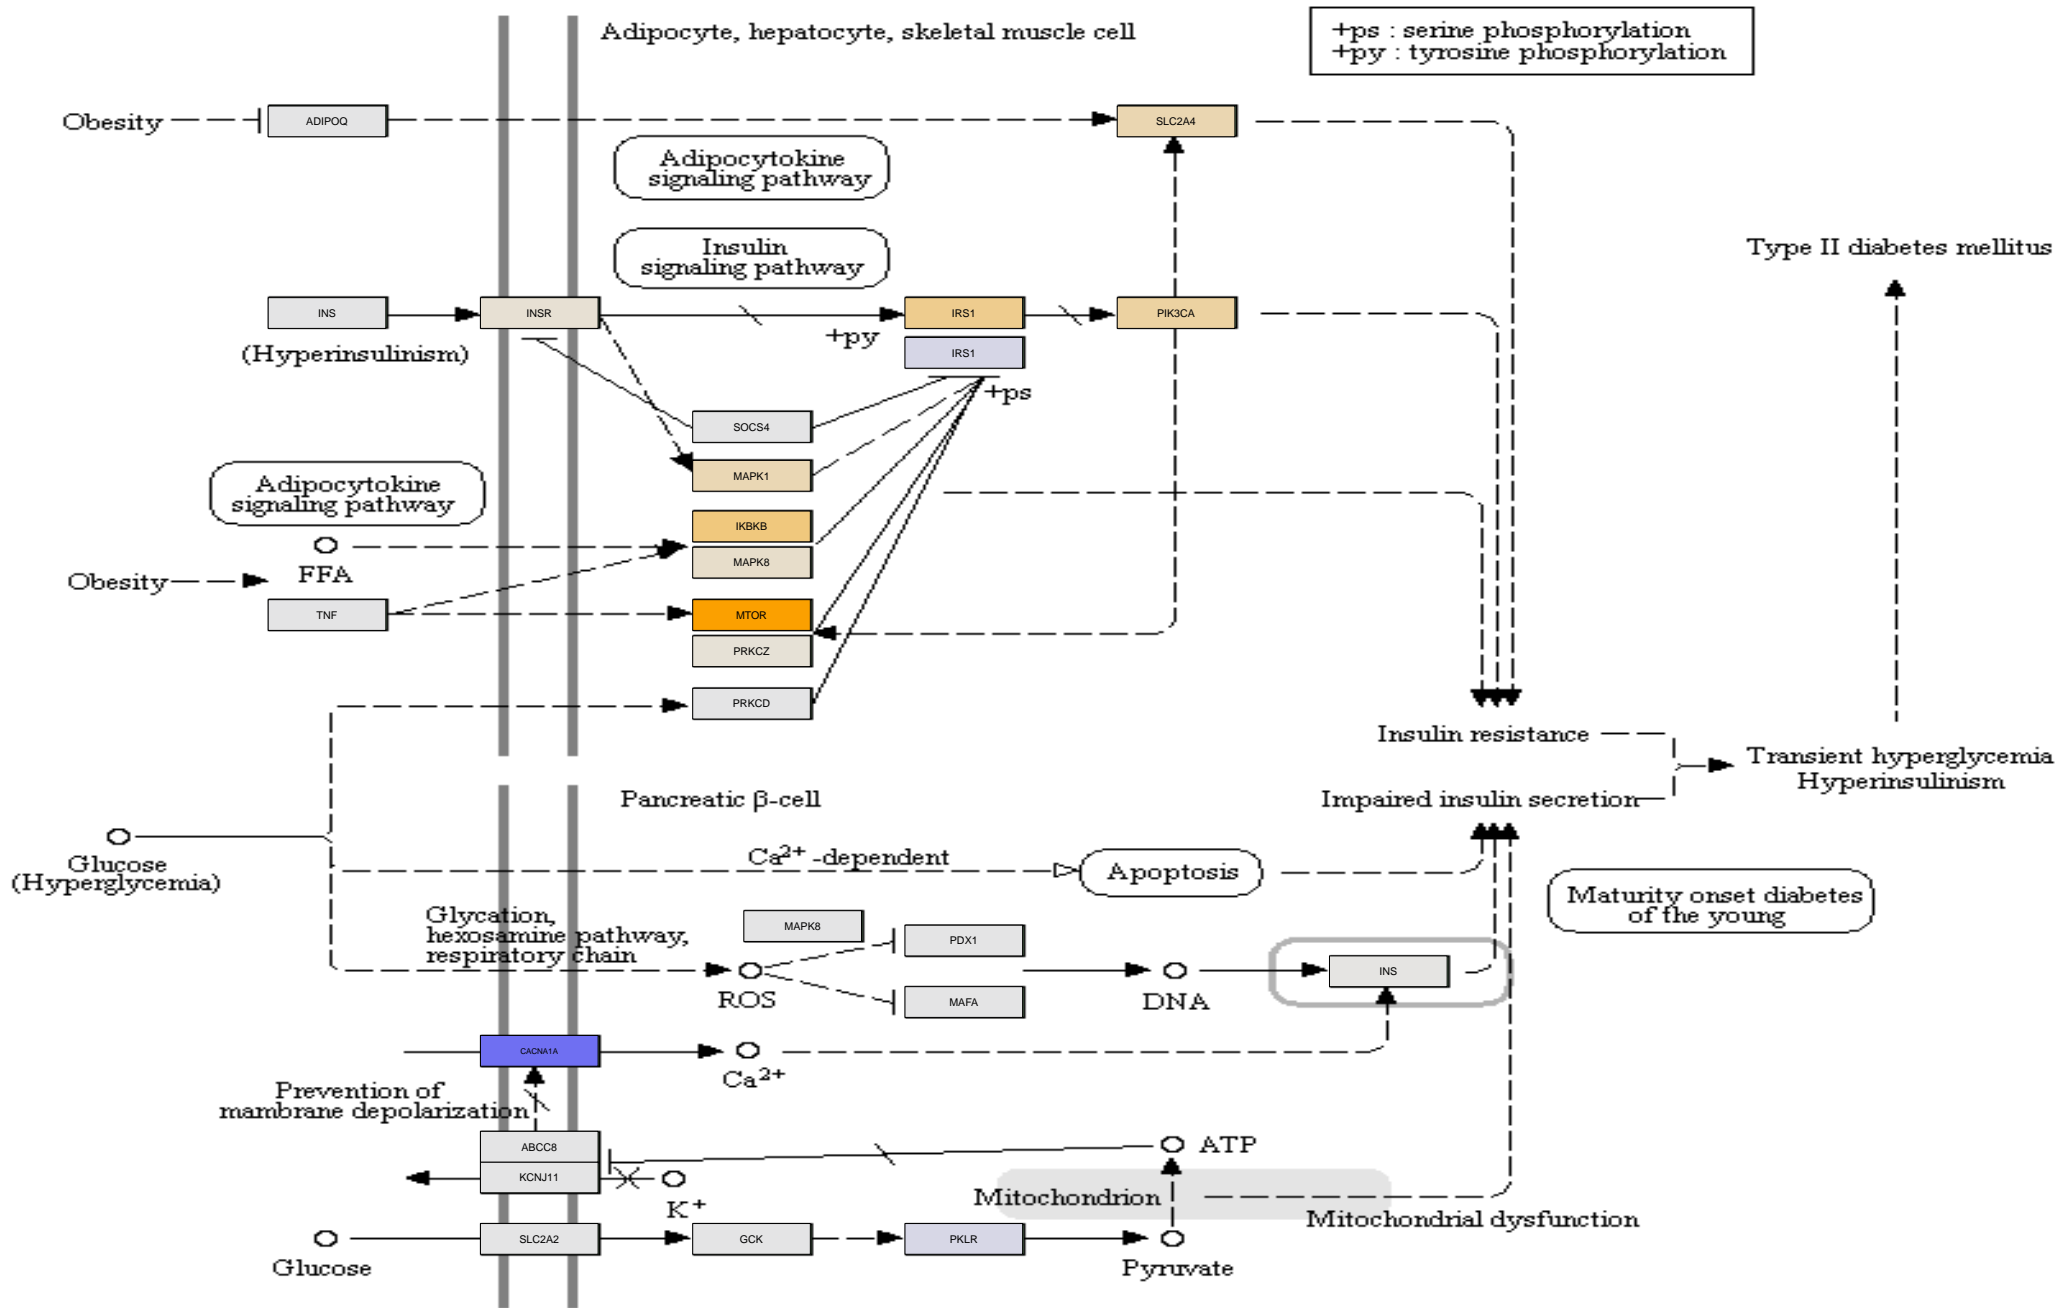 Adipocyte, hepatocyte, skeletal muscle cell
+ps : serine phosphorylation
+py : tyrosine phosphorylation
Obesity
ADIPOQ
SLC2A4
Adipocytokine
signaling pathway
Insulin
signaling pathway
Type II diabetes mellitus
INS
INSR
IRS1
PIK3CA
+py
(Hyperinsulinism)
IRS1
+ps
SOCS4
MAPK1
Adipocytokine
signaling pathway
IKBKB
FFA
MAPK8
Obesity
TNF
MTOR
PRKCZ
PRKCD
Insulin resistance
Transient hyperglycemia
Hyperinsulinism
Pancreatic β-cell
Impaired insulin secretion
Glucose
(Hyperglycemia)
Ca2+ -dependent
Apoptosis
Maturity onset diabetes
of the young
Glycation,
hexosamine pathway,
respiratory chain
MAPK8
PDX1
ROS
MAFA
DNA
INS
CACNA1A
Ca2+
Prevention of
mambrane depolarization
ABCC8
KCNJ11
ATP
K+
Mitochondrion
Mitochondrial dysfunction
SLC2A2
GCK
PKLR
Glucose
Pyruvate